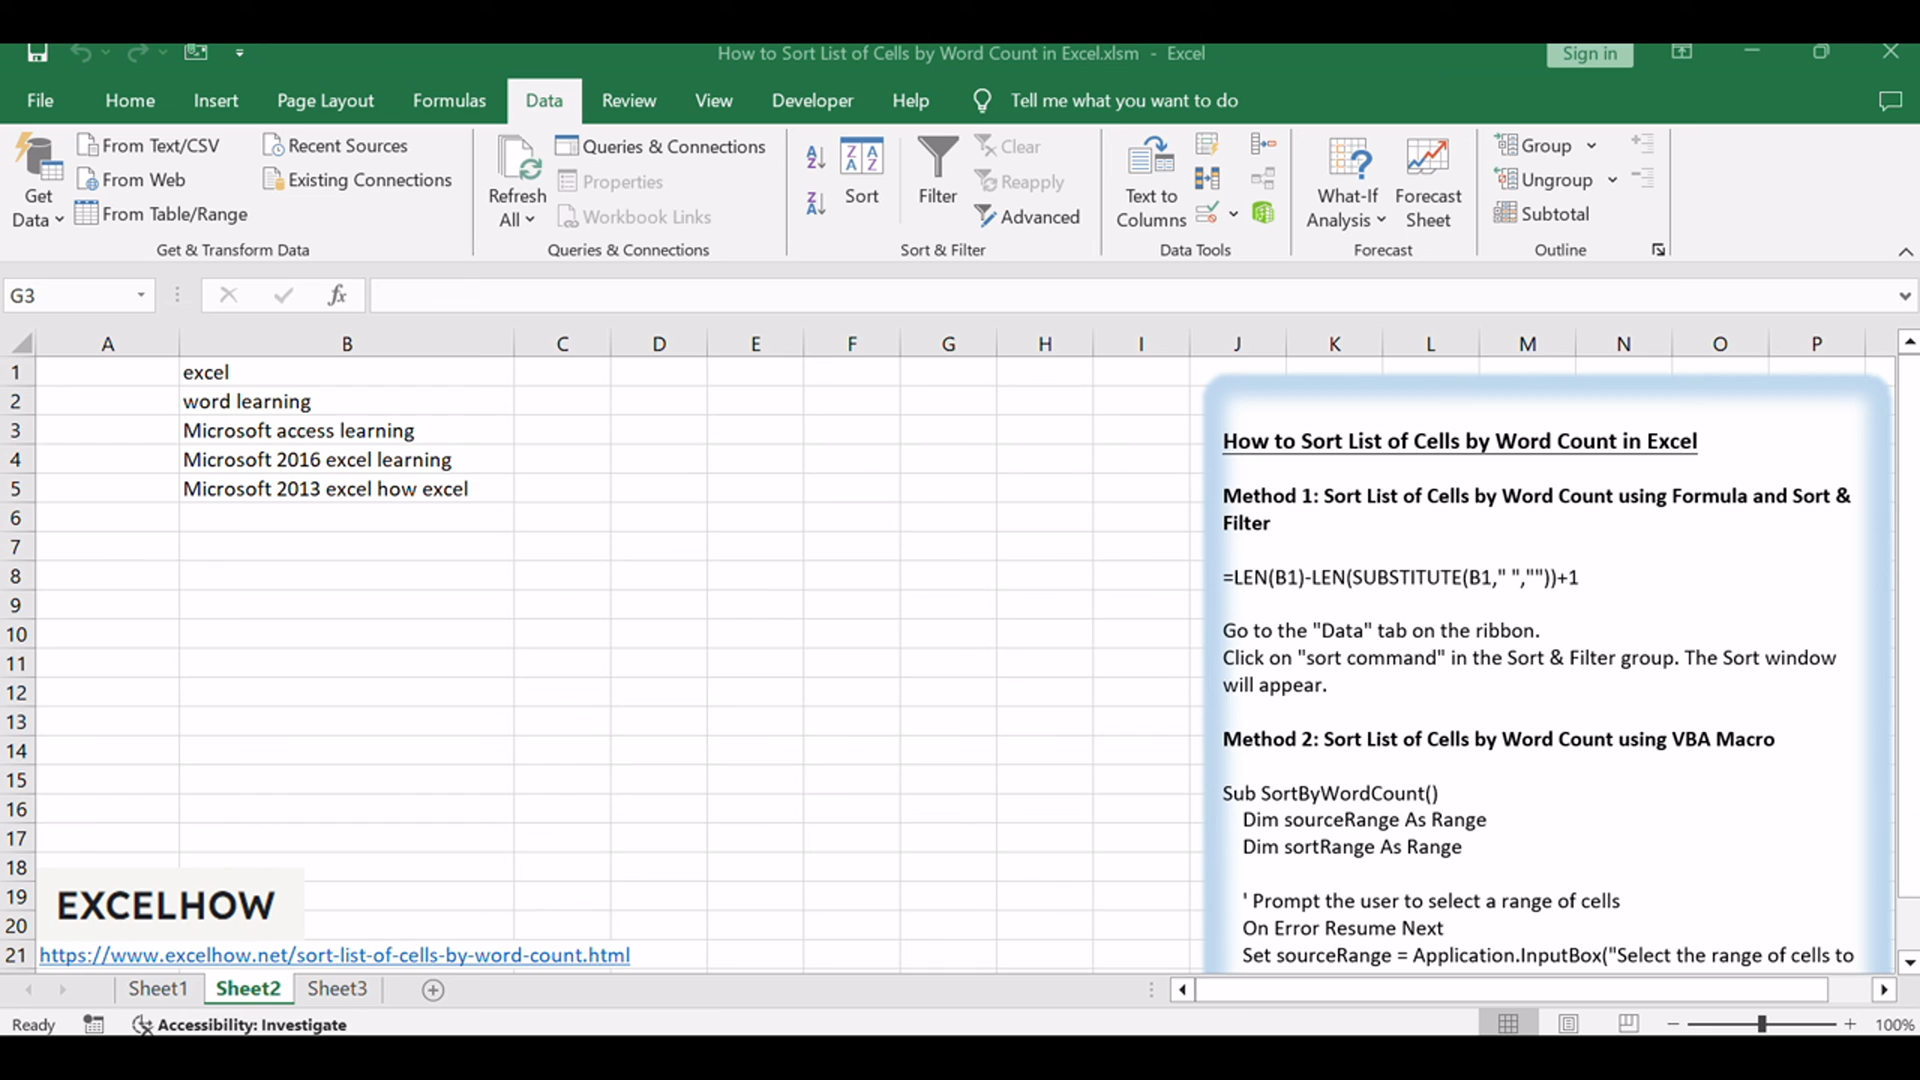 How to Sort List of Cells by Word Count in Excel.xlsm - Excel
Sign in
File Home Insert Page Layout Formulas Data Review View Developer Help Tell me what you want to do
Get Data
From Text/CSV
From Web
From Table/Range
Recent Sources
Existing Connections
Get & Transform Data
Refresh All
Queries & Connections
Properties
Workbook Links
Queries & Connections
Sort
Filter
Clear
Reapply
Advanced
Sort & Filter
Text to Columns
Data Tools
What-If Analysis
Forecast Sheet
Forecast
Group
Ungroup
Subtotal
Outline
G3
fx
A B C D E F G H I J K L M N O P
1 excel
2 word learning
3 Microsoft access learning
4 Microsoft 2016 excel learning
5 Microsoft 2013 excel how excel
6
7
8
9
10
11
12
13
14
15
16
17
18
19
20
21
EXCELHOW
https://www.excelhow.net/sort-list-of-cells-by-word-count.html
How to Sort List of Cells by Word Count in Excel
Method 1: Sort List of Cells by Word Count using Formula and Sort &
Filter
=LEN(B1)-LEN(SUBSTITUTE(B1," ",""))+1
Go to the "Data" tab on the ribbon.
Click on "sort command" in the Sort & Filter group. The Sort window
will appear.
Method 2: Sort List of Cells by Word Count using VBA Macro
Sub SortByWordCount()
Dim sourceRange As Range
Dim sortRange As Range
' Prompt the user to select a range of cells
On Error Resume Next
Set sourceRange = Application.InputBox("Select the range of cells to
Sheet1 Sheet2 Sheet3
Ready
Accessibility: Investigate
100%